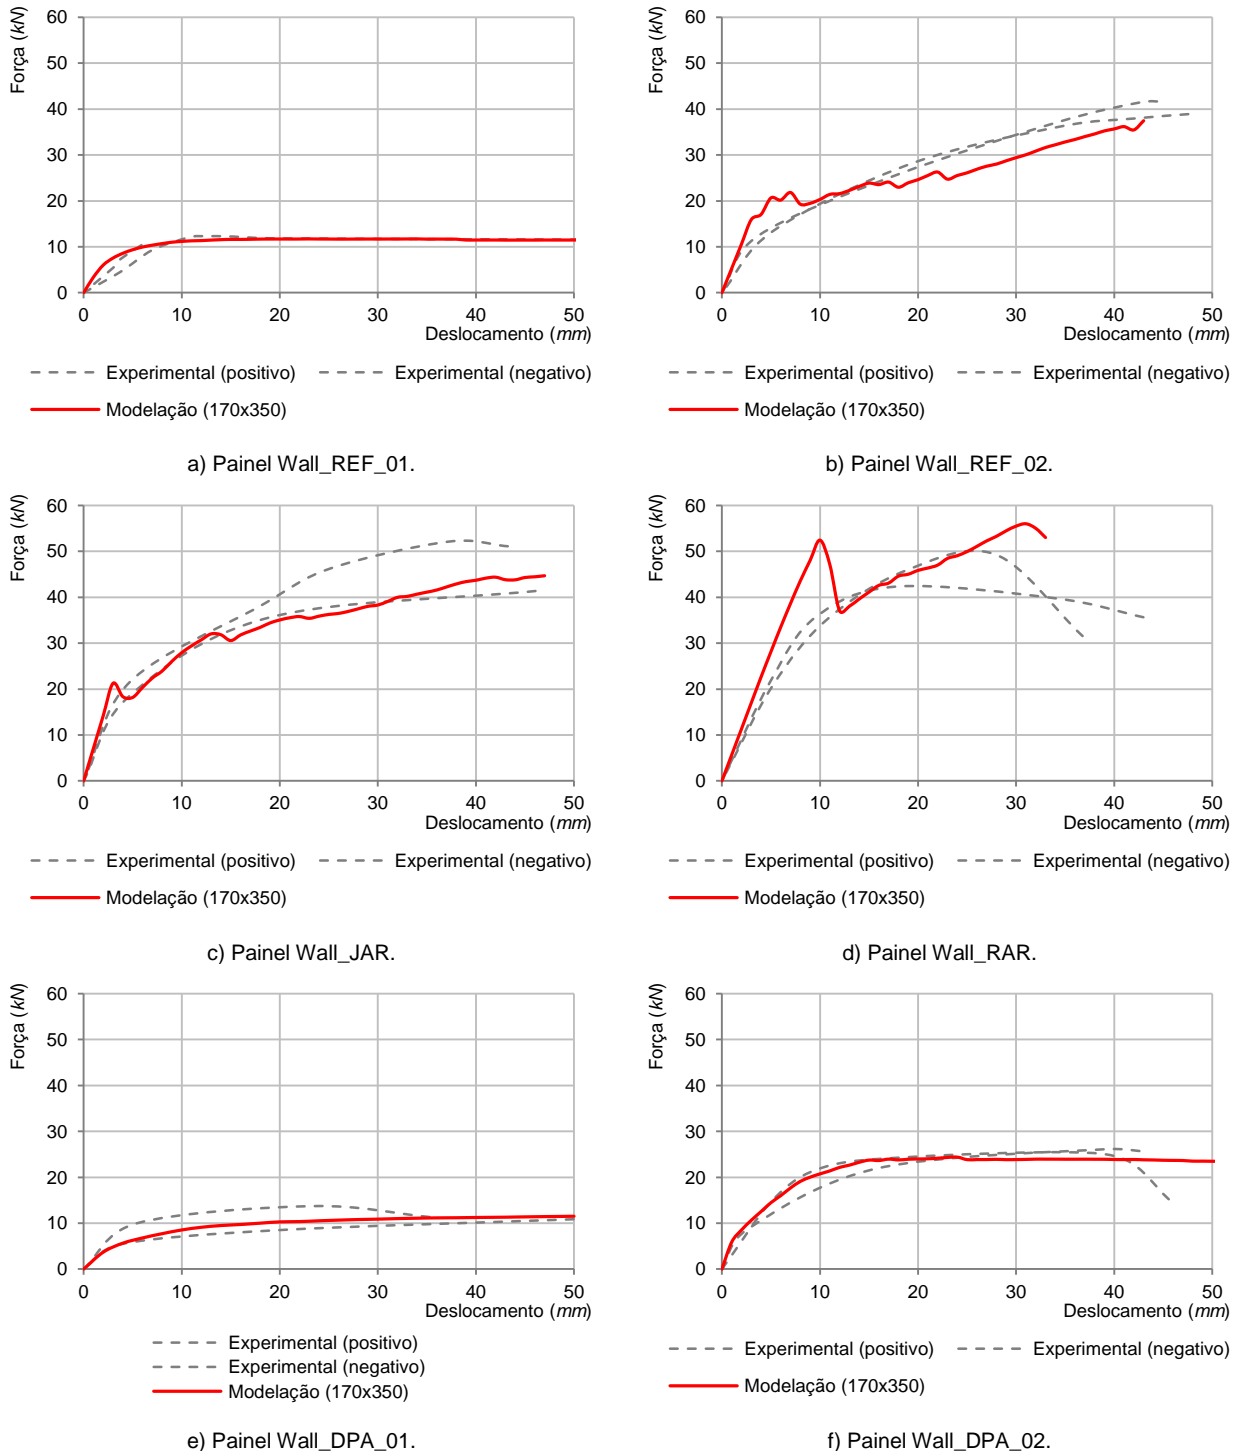 Força (kN)
60
50
40
30
20
10
0
0 10 20 30 40 50
Deslocamento (mm)
Experimental (positivo) Experimental (negativo)
Modelação (170x350)
a) Painel Wall_REF_01.
Força (kN)
60
50
40
30
20
10
0
0 10 20 30 40 50
Deslocamento (mm)
Experimental (positivo) Experimental (negativo)
Modelação (170x350)
b) Painel Wall_REF_02.
Força (kN)
60
50
40
30
20
10
0
0 10 20 30 40 50
Deslocamento (mm)
Experimental (positivo) Experimental (negativo)
Modelação (170x350)
c) Painel Wall_JAR.
Força (kN)
60
50
40
30
20
10
0
0 10 20 30 40 50
Deslocamento (mm)
Experimental (positivo) Experimental (negativo)
Modelação (170x350)
d) Painel Wall_RAR.
Força (kN)
60
50
40
30
20
10
0
0 10 20 30 40 50
Deslocamento (mm)
Experimental (positivo)
Experimental (negativo)
Modelação (170x350)
e) Painel Wall_DPA_01.
Força (kN)
60
50
40
30
20
10
0
0 10 20 30 40 50
Deslocamento (mm)
Experimental (positivo) Experimental (negativo)
Modelação (170x350)
f) Painel Wall_DPA_02.